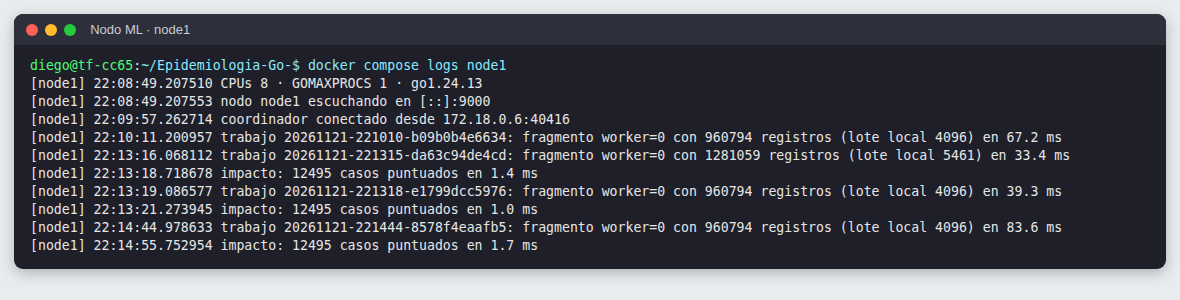 Nodo ML · node1
diego@tf-cc65:~/Epidemiologia-Go-$ docker compose logs node1
[node1] 22:08:49.207510 CPUs 8 · GOMAXPROCS 1 · go1.24.13
[node1] 22:08:49.207553 nodo node1 escuchando en [::]:9000
[node1] 22:09:57.262714 coordinador conectado desde 172.18.0.6:40416
[node1] 22:10:11.200957 trabajo 20261121-221010-b09b0b4e6634: fragmento worker=0 con 960794 registros (lote local 4096) en 67.2 ms
[node1] 22:13:16.068112 trabajo 20261121-221315-da63c94de4cd: fragmento worker=0 con 1281059 registros (lote local 5461) en 33.4 ms
[node1] 22:13:18.718678 impacto: 12495 casos puntuados en 1.4 ms
[node1] 22:13:19.086577 trabajo 20261121-221318-e1799dcc5976: fragmento worker=0 con 960794 registros (lote local 4096) en 39.3 ms
[node1] 22:13:21.273945 impacto: 12495 casos puntuados en 1.0 ms
[node1] 22:14:44.978633 trabajo 20261121-221444-8578f4eaafb5: fragmento worker=0 con 960794 registros (lote local 4096) en 83.6 ms
[node1] 22:14:55.752954 impacto: 12495 casos puntuados en 1.7 ms